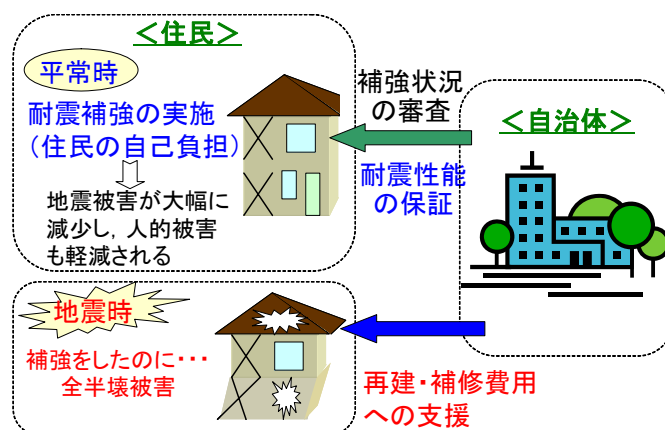 ＜住民＞
平常時
耐震補強の実施
（住民の自己負担）
地震被害が大幅に
減少し，人的被害
も軽減される
補強状況
の審査
耐震性能
の保証
＜自治体＞
地震時
補強をしたのに・・・
全半壊被害
再建・補修費用
への支援